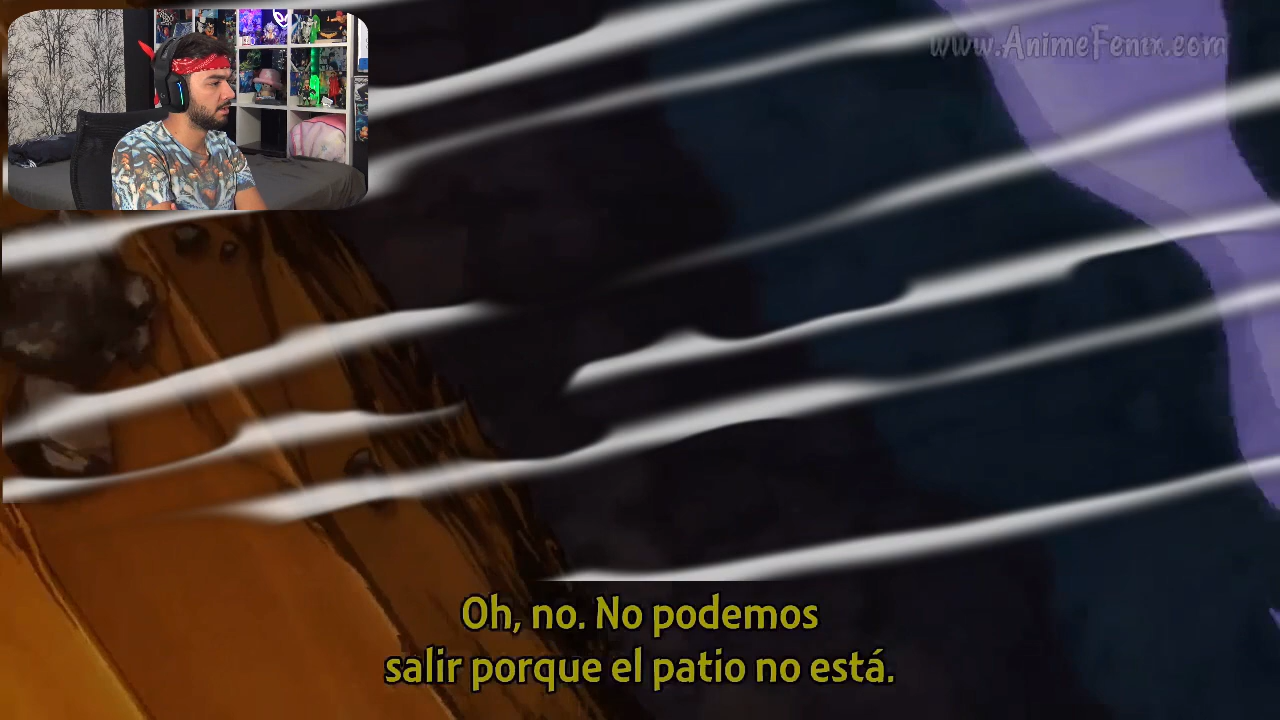 www.AnimeFenix.com
Oh, no. No podemos
salir porque el patio no está.